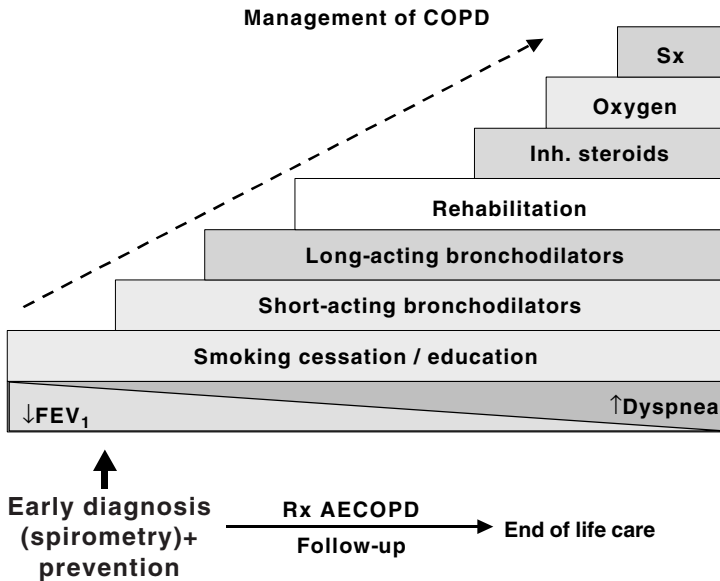 Management of COPD
Sx
Oxygen
Inh. steroids
Rehabilitation
Long-acting bronchodilators
Short-acting bronchodilators
Smoking cessation / education
↓FEV₁
↑Dyspnea
Early diagnosis
(spirometry)+
prevention
Rx AECOPD
Follow-up
End of life care